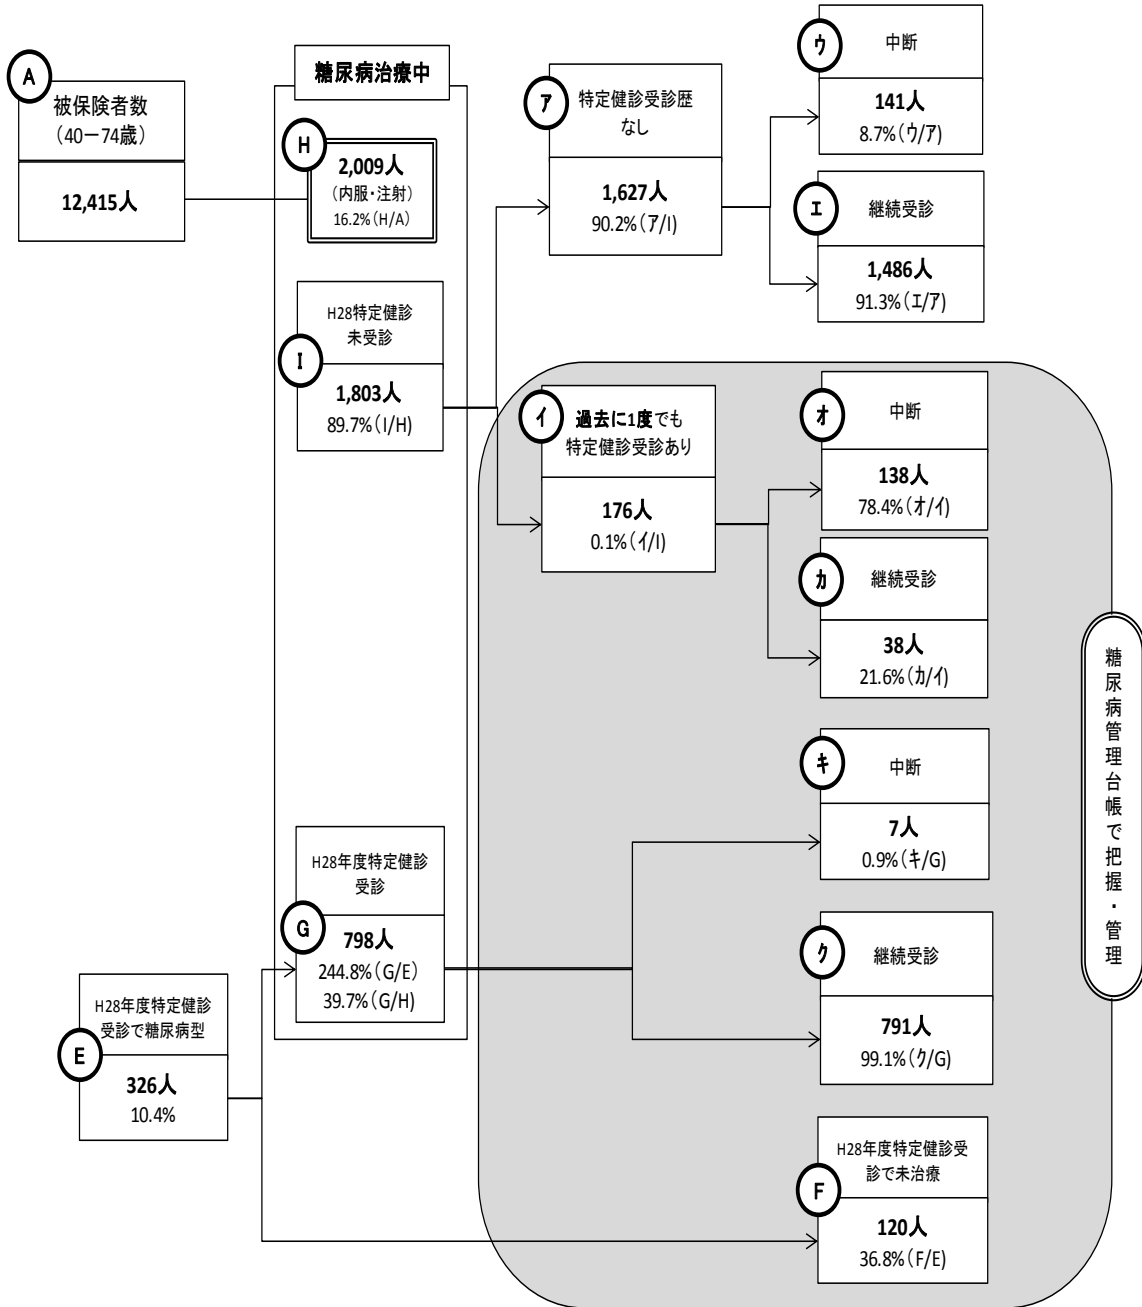 A
被保険者数
（40－74歳）
12,415人
糖尿病治療中
H
2,009人
（内服・注射）
16.2%（H/A）
I
H28特定健診
未受診
1,803人
89.7%（I/H）
ア
特定健診受診歴
なし
1,627人
90.2%（ア/I）
ウ
中断
141人
8.7%（ウ/ア）
エ
継続受診
1,486人
91.3%（エ/ア）
イ
過去に1度でも
特定健診受診あり
176人
0.1%（イ/I）
オ
中断
138人
78.4%（オ/イ）
カ
継続受診
38人
21.6%（カ/イ）
キ
中断
7人
0.9%（キ/G）
G
H28年度特定健診
受診
798人
244.8%（G/E）
39.7%（G/H）
ク
継続受診
791人
99.1%（ク/G）
E
H28年度特定健診
受診で糖尿病型
326人
10.4%
F
H28年度特定健診受
診で未治療
120人
36.8%（F/E）
糖尿病管理台帳で把握・管理